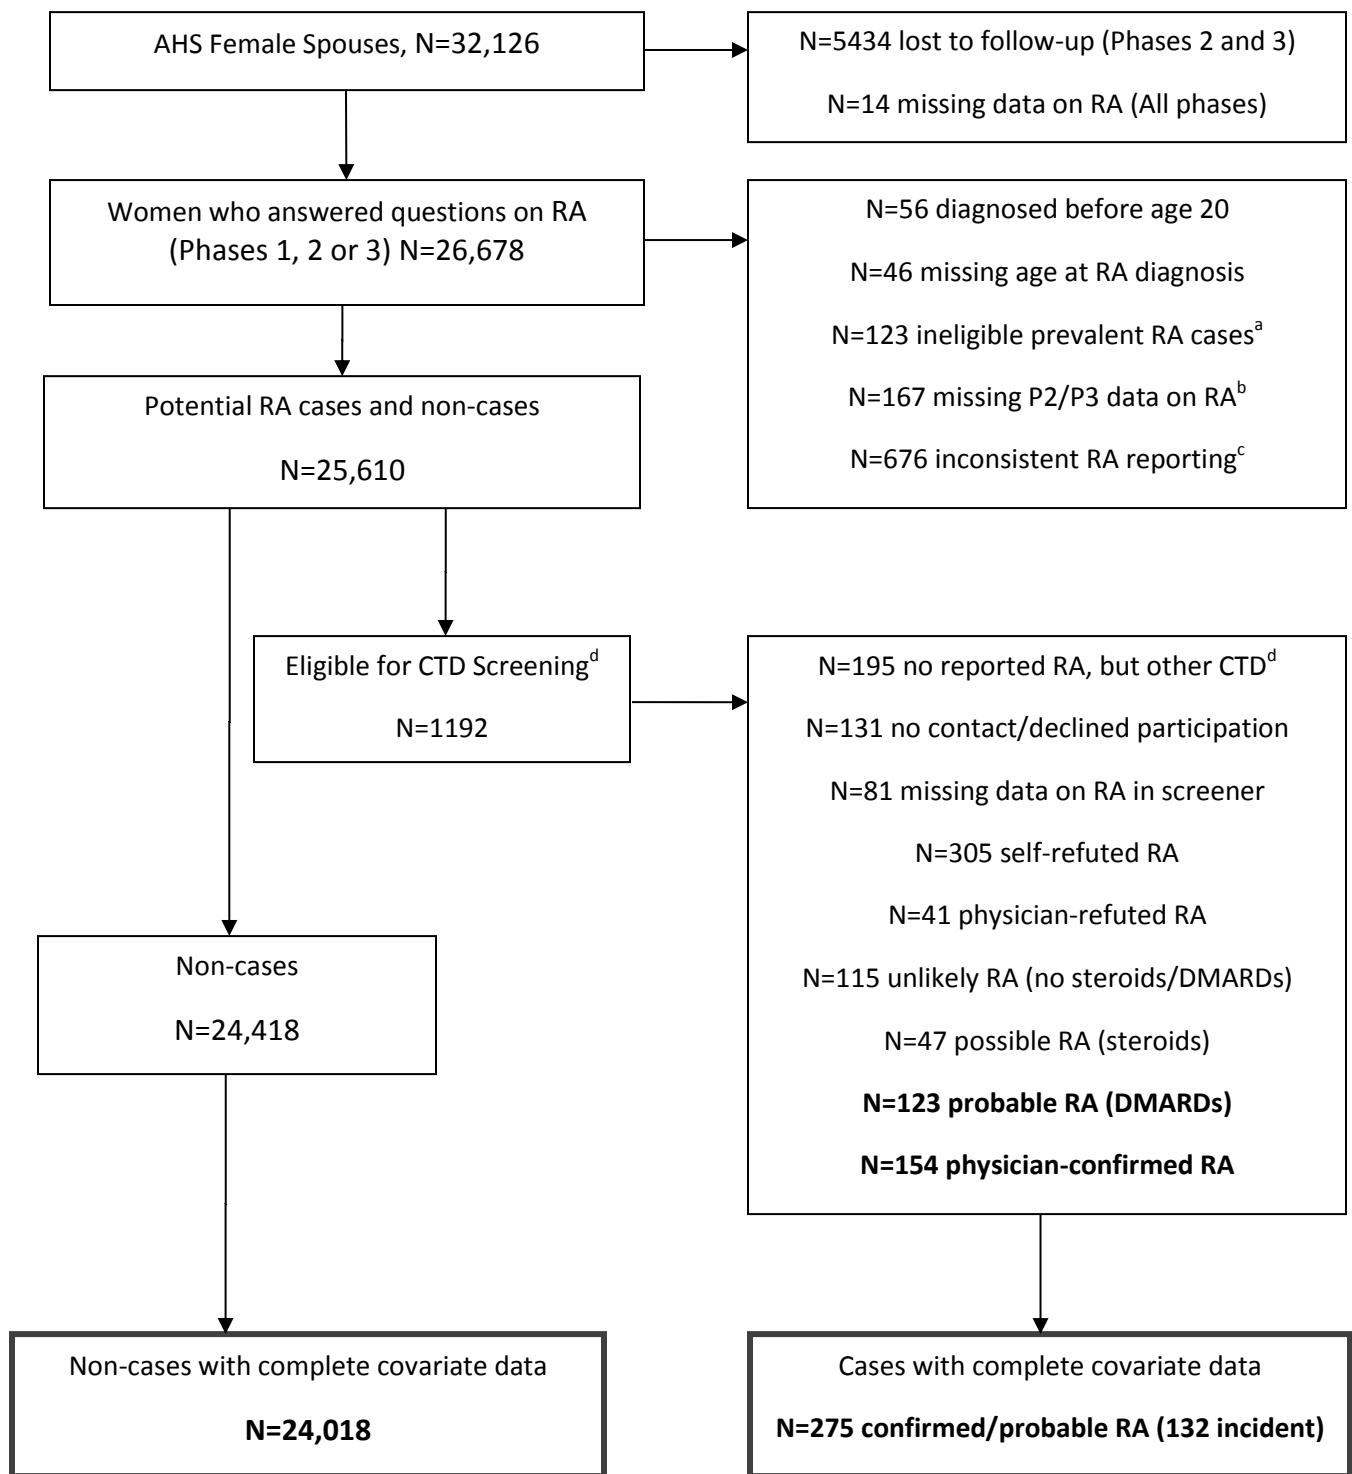 AHS Female Spouses, N=32,126
N=5434 lost to follow-up (Phases 2 and 3)
N=14 missing data on RA (All phases)
Women who answered questions on RA
(Phases 1, 2 or 3) N=26,678
N=56 diagnosed before age 20
N=46 missing age at RA diagnosis
N=123 ineligible prevalent RA casesᵃ
N=167 missing P2/P3 data on RAᵇ
N=676 inconsistent RA reportingᶜ
Potential RA cases and non-cases
N=25,610
Eligible for CTD Screeningᵈ
N=1192
N=195 no reported RA, but other CTDᵈ
N=131 no contact/declined participation
N=81 missing data on RA in screener
N=305 self-refuted RA
N=41 physician-refuted RA
N=115 unlikely RA (no steroids/DMARDs)
N=47 possible RA (steroids)
N=123 probable RA (DMARDs)
N=154 physician-confirmed RA
Non-cases
N=24,418
Non-cases with complete covariate data
N=24,018
Cases with complete covariate data
N=275 confirmed/probable RA (132 incident)